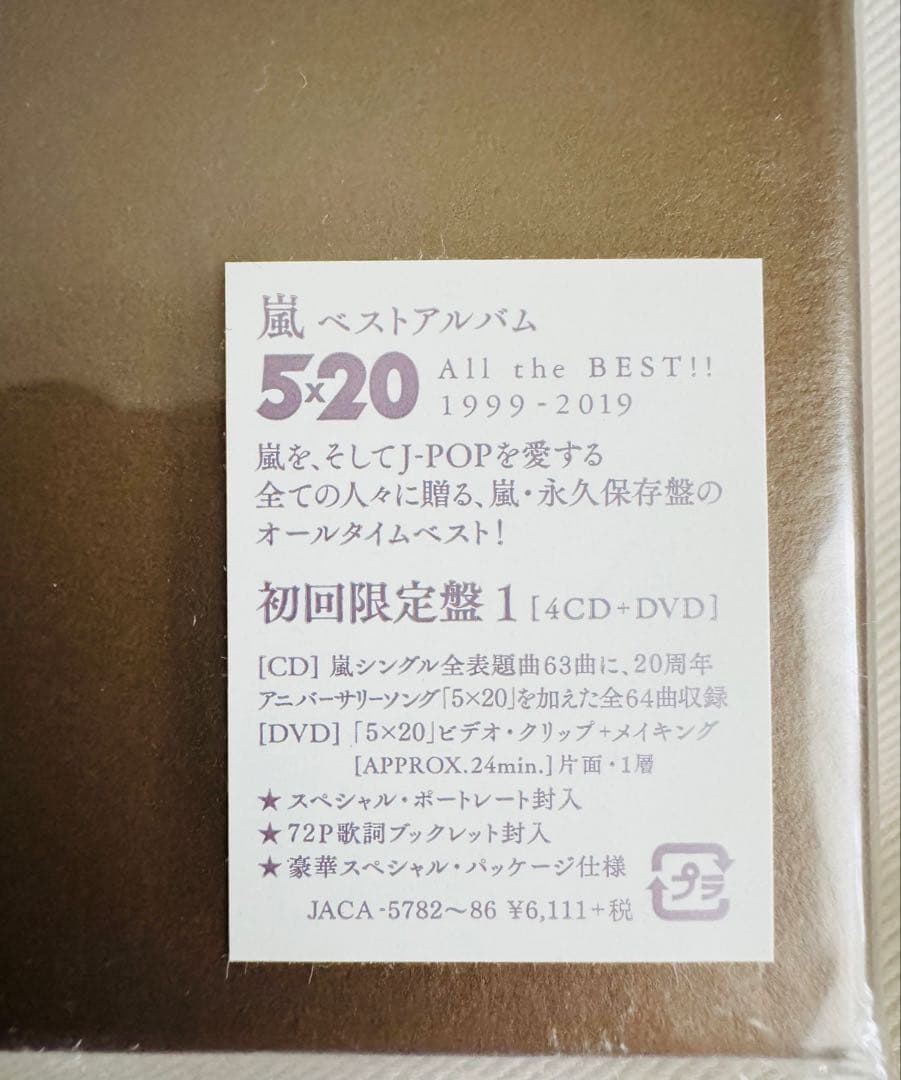 嵐 ベストアルバム
5×20 All the BEST!!
1999-2019
嵐を、そしてJ-POPを愛する
全ての人々に贈る、嵐・永久保存盤の
オールタイムベスト!
初回限定盤1 [4CD+DVD]
[CD] 嵐シングル全表題曲63曲に、20周年
アニバーサリーソング「5×20」を加えた全64曲収録
[DVD] 「5×20」ビデオ・クリップ+メイキング
[APPROX.24min.]片面・1層
★スペシャル・ポートレート封入
★72P歌詞ブックレット封入
★豪華スペシャル・パッケージ仕様
プラ
JACA-5782〜86 ¥6,111+税